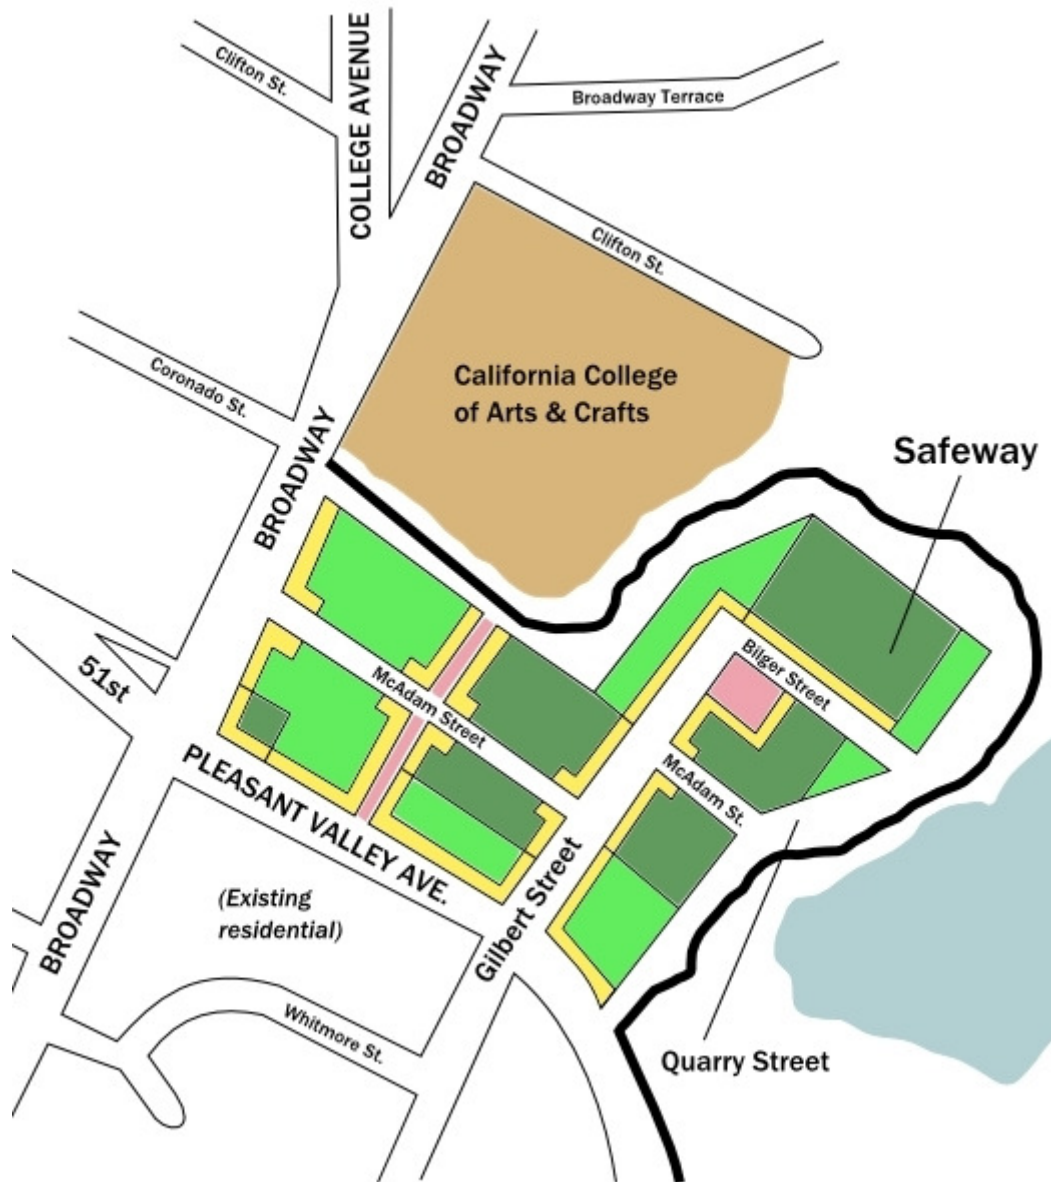 Clifton St.
COLLEGE AVENUE
BROADWAY
Broadway Terrace
Clifton St.
Coronado St.
California College
of Arts & Crafts
BROADWAY
Safeway
51st
McAdam Street
Bilger Street
PLEASANT VALLEY AVE.
McAdam St.
BROADWAY
(Existing
residential)
Gilbert Street
Whitmore St.
Quarry Street